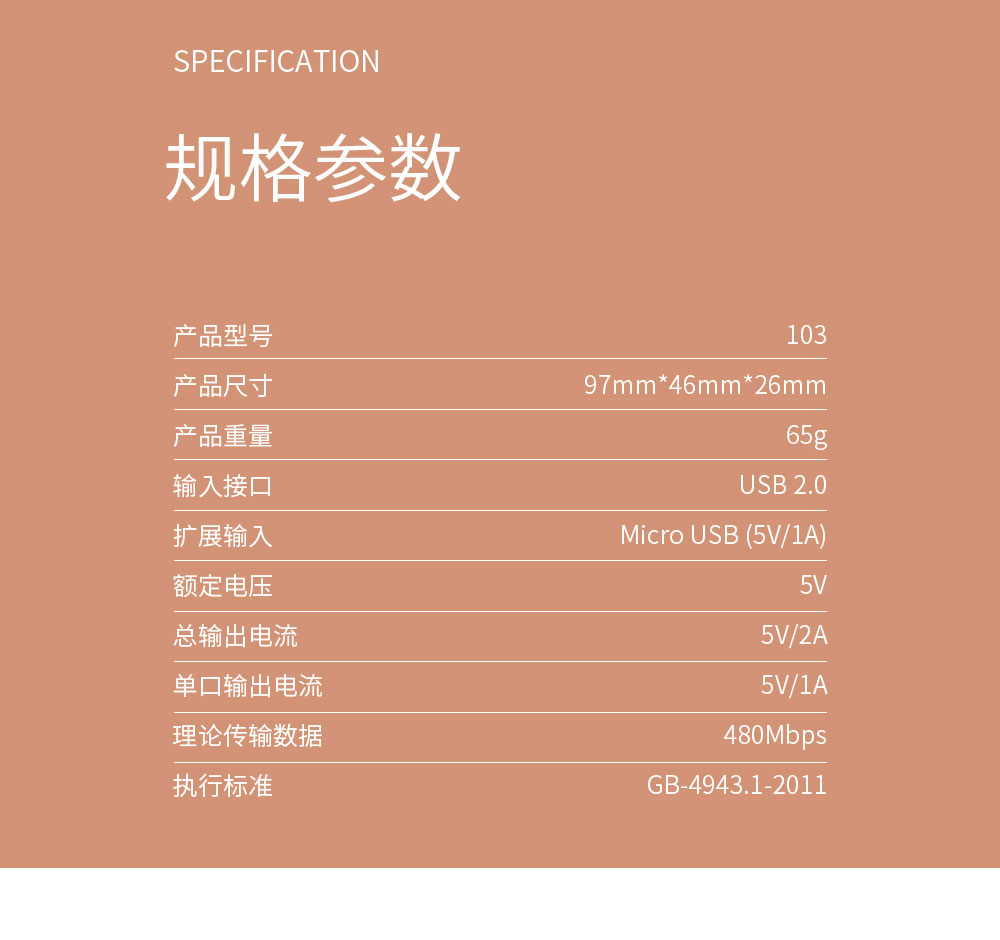 SPECIFICATION
规格参数
产品型号 103
产品尺寸 97mm*46mm*26mm
产品重量 65g
输入接口 USB 2.0
扩展输入 Micro USB (5V/1A)
额定电压 5V
总输出电流 5V/2A
单口输出电流 5V/1A
理论传输数据 480Mbps
执行标准 GB-4943.1-2011